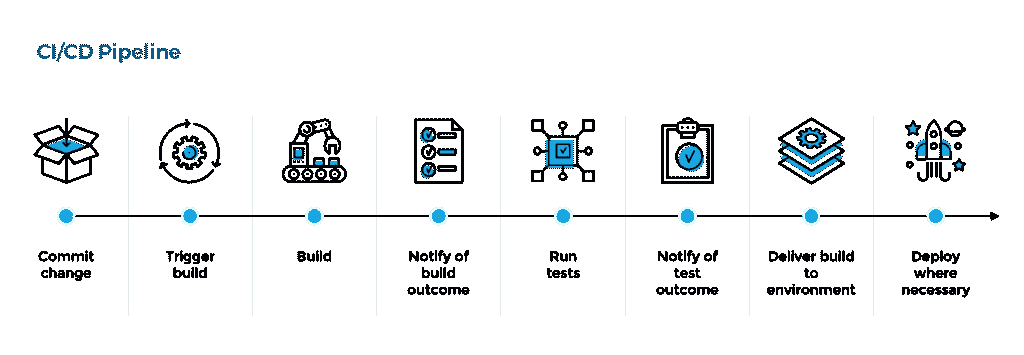 CI/CD Pipeline
Commit
change
Trigger
build
Build
Notify of
build
outcome
Run
tests
Notify of
test
outcome
Deliver build
to
environment
Deploy
where
necessary